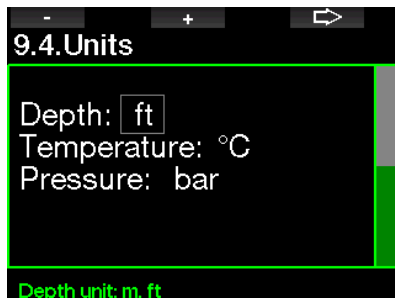 - +
9.4.Units
Depth: ft
Temperature: °C
Pressure: bar
Depth unit: m, ft